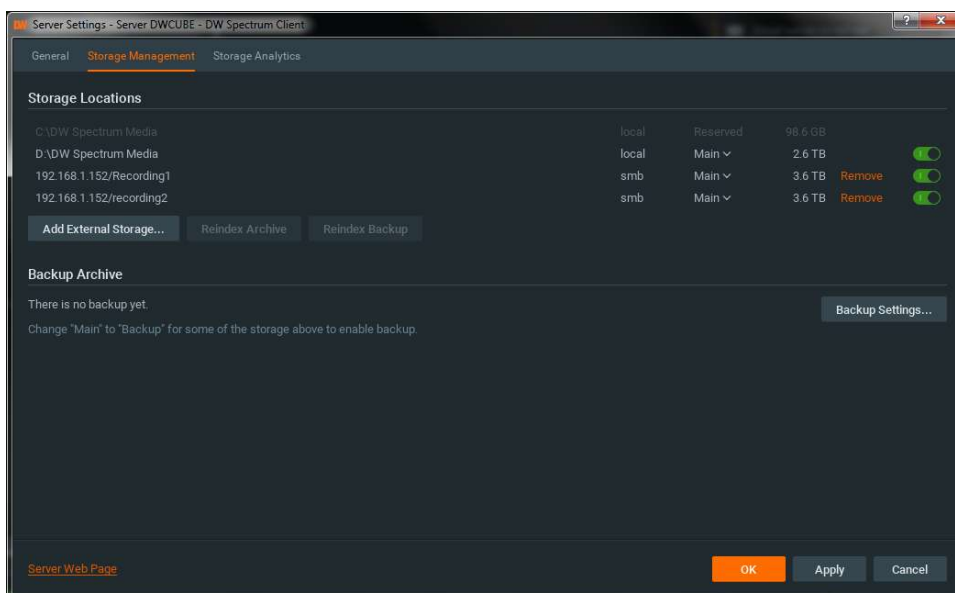 DW Server Settings - Server DWCUBE - DW Spectrum Client ?
General Storage Management Storage Analytics
Storage Locations
C:\DW Spectrum Media local Reserved 98.6 GB
D:\DW Spectrum Media local Main 2.6 TB
192.168.1.152/Recording1 smb Main 3.6 TB Remove
192.168.1.152/recording2 smb Main 3.6 TB Remove
Add External Storage... Reindex Archive Reindex Backup
Backup Archive
There is no backup yet.
Backup Settings...
Change "Main" to "Backup" for some of the storage above to enable backup.
Server Web Page OK Apply Cancel